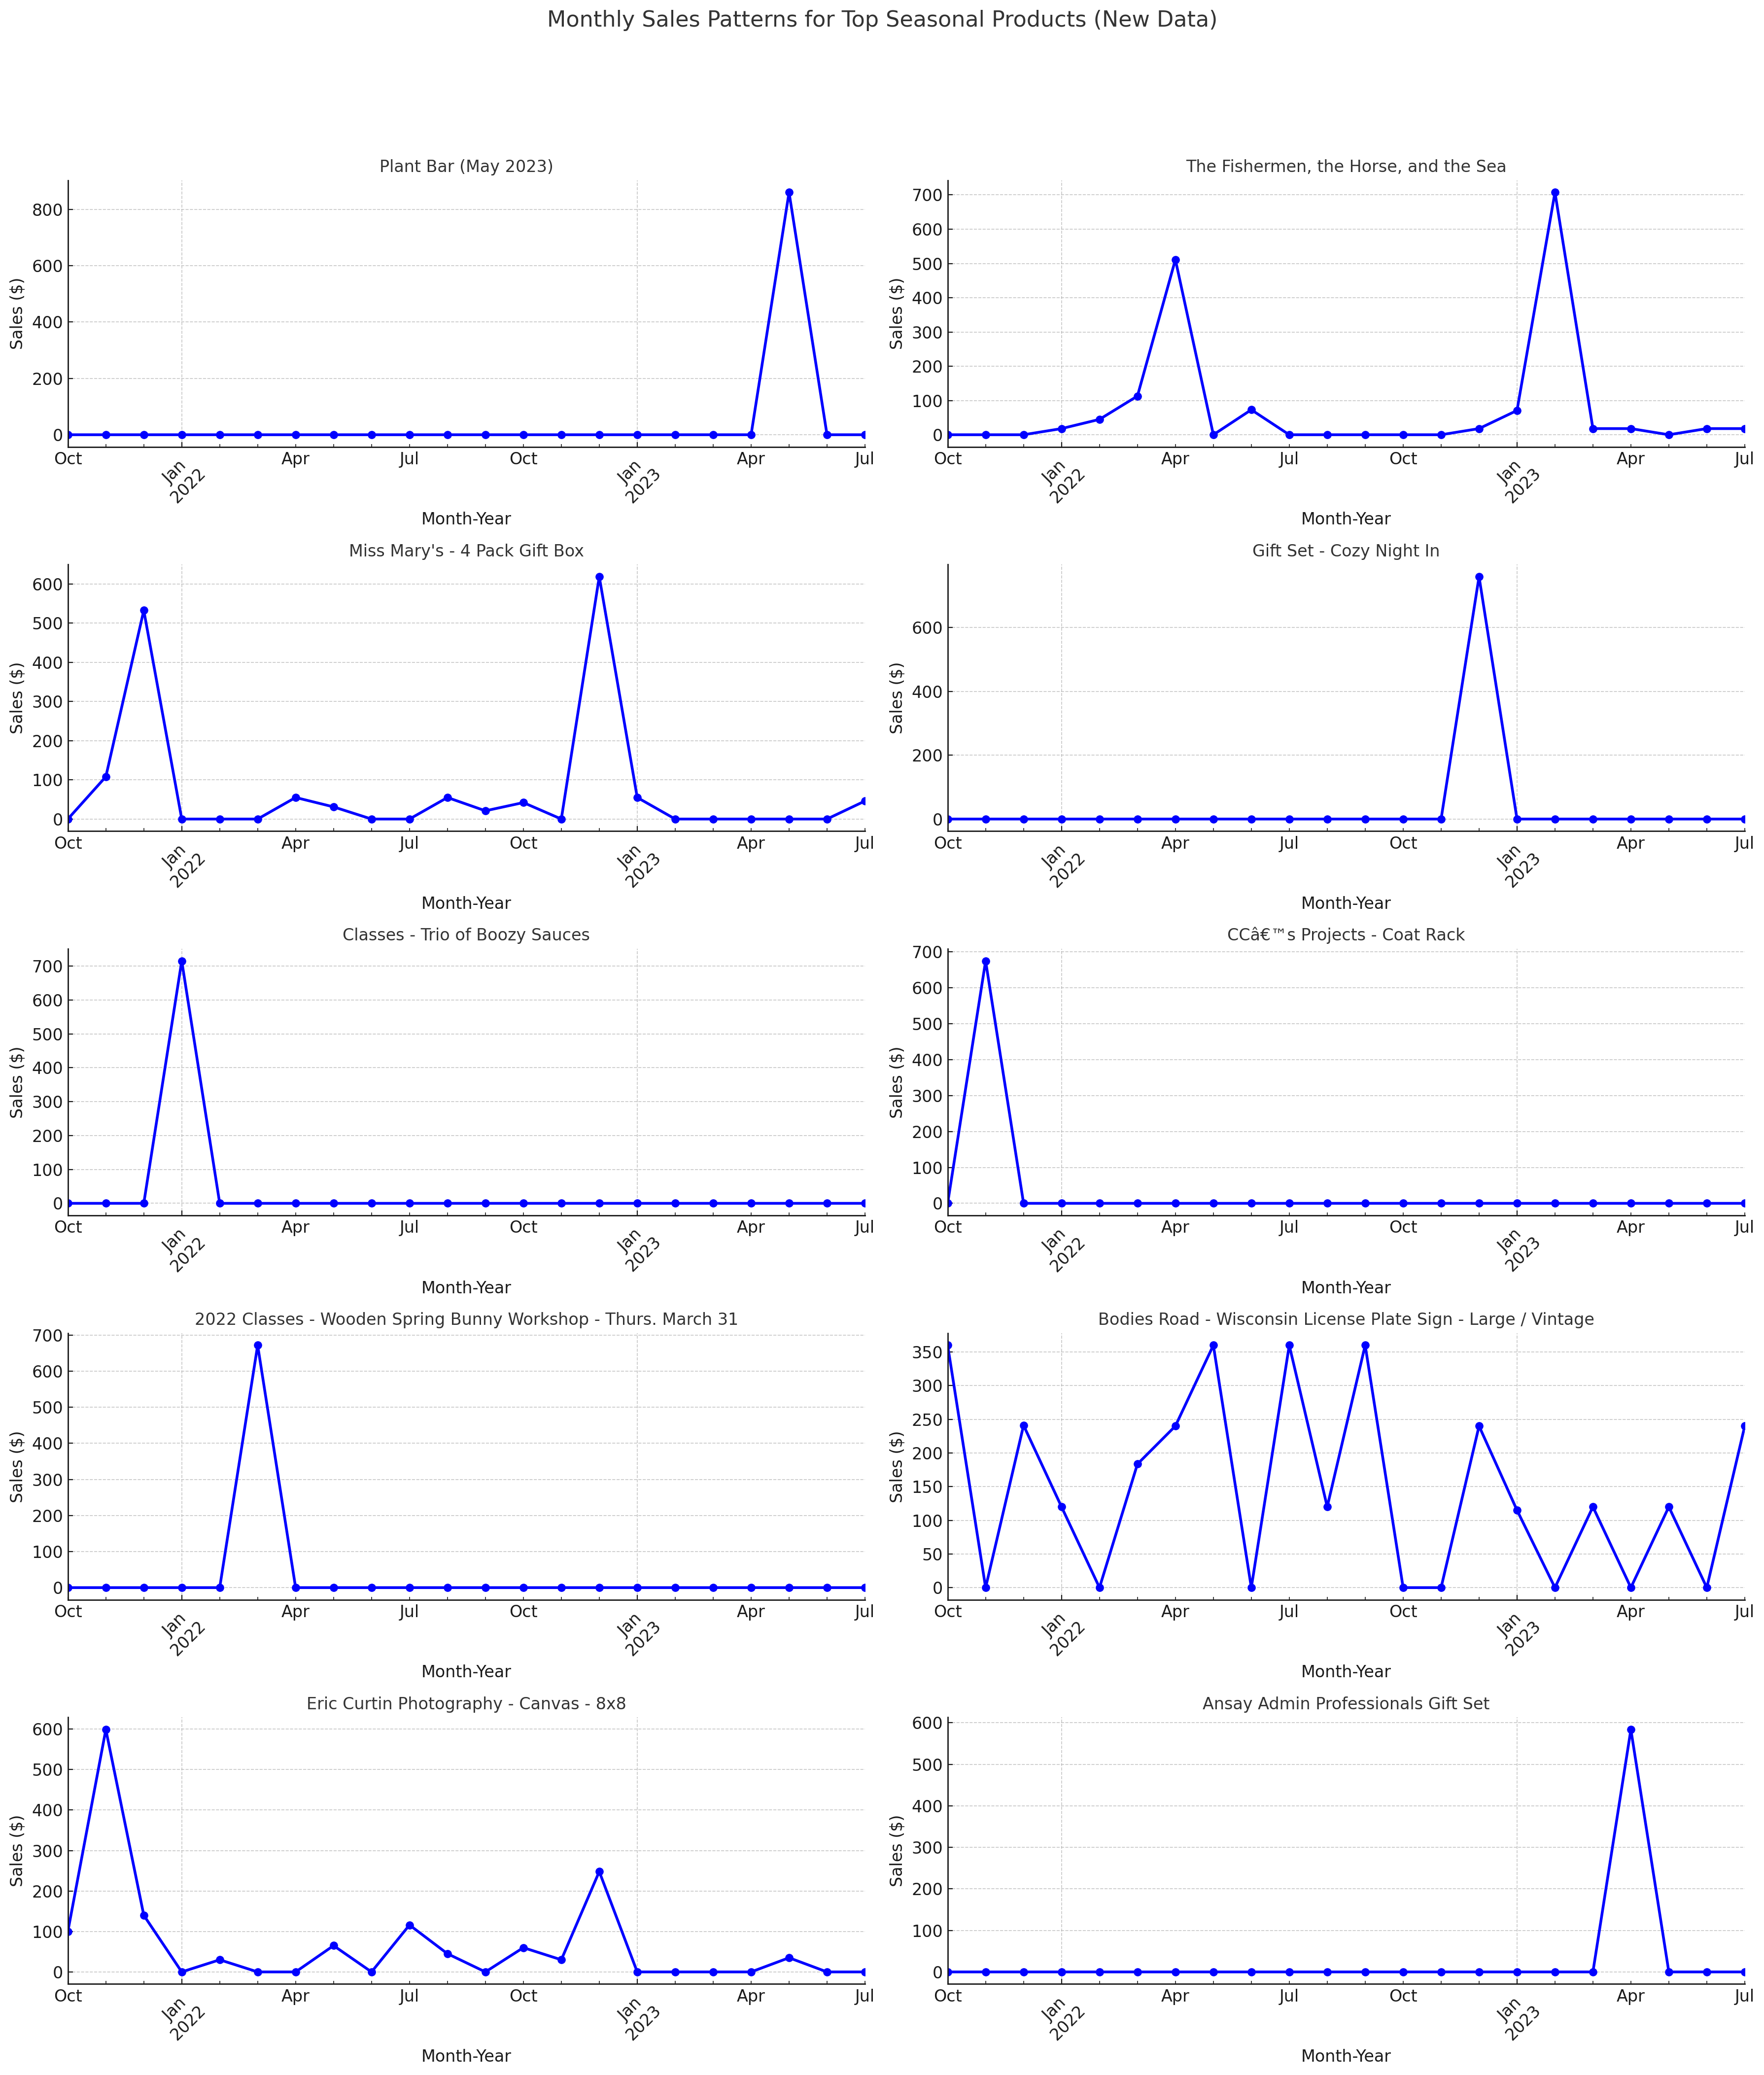 Monthly Sales Patterns for Top Seasonal Products (New Data)
Plant Bar (May 2023)
Sales ($)
800
600
400
200
0
Oct
Jan
2022
Apr
Jul
Oct
Jan
2023
Apr
Jul
Month-Year
The Fishermen, the Horse, and the Sea
Sales ($)
700
600
500
400
300
200
100
0
Oct
Jan
2022
Apr
Jul
Oct
Jan
2023
Apr
Jul
Month-Year
Miss Mary's - 4 Pack Gift Box
Sales ($)
600
500
400
300
200
100
0
Oct
Jan
2022
Apr
Jul
Oct
Jan
2023
Apr
Jul
Month-Year
Gift Set - Cozy Night In
Sales ($)
600
400
200
0
Oct
Jan
2022
Apr
Jul
Oct
Jan
2023
Apr
Jul
Month-Year
Classes - Trio of Boozy Sauces
Sales ($)
700
600
500
400
300
200
100
0
Oct
Jan
2022
Apr
Jul
Oct
Jan
2023
Apr
Jul
Month-Year
CCâ€™s Projects - Coat Rack
Sales ($)
700
600
500
400
300
200
100
0
Oct
Jan
2022
Apr
Jul
Oct
Jan
2023
Apr
Jul
Month-Year
2022 Classes - Wooden Spring Bunny Workshop - Thurs. March 31
Sales ($)
700
600
500
400
300
200
100
0
Oct
Jan
2022
Apr
Jul
Oct
Jan
2023
Apr
Jul
Month-Year
Bodies Road - Wisconsin License Plate Sign - Large / Vintage
Sales ($)
350
300
250
200
150
100
50
0
Oct
Jan
2022
Apr
Jul
Oct
Jan
2023
Apr
Jul
Month-Year
Eric Curtin Photography - Canvas - 8x8
Sales ($)
600
500
400
300
200
100
0
Oct
Jan
2022
Apr
Jul
Oct
Jan
2023
Apr
Jul
Month-Year
Ansay Admin Professionals Gift Set
Sales ($)
600
500
400
300
200
100
0
Oct
Jan
2022
Apr
Jul
Oct
Jan
2023
Apr
Jul
Month-Year